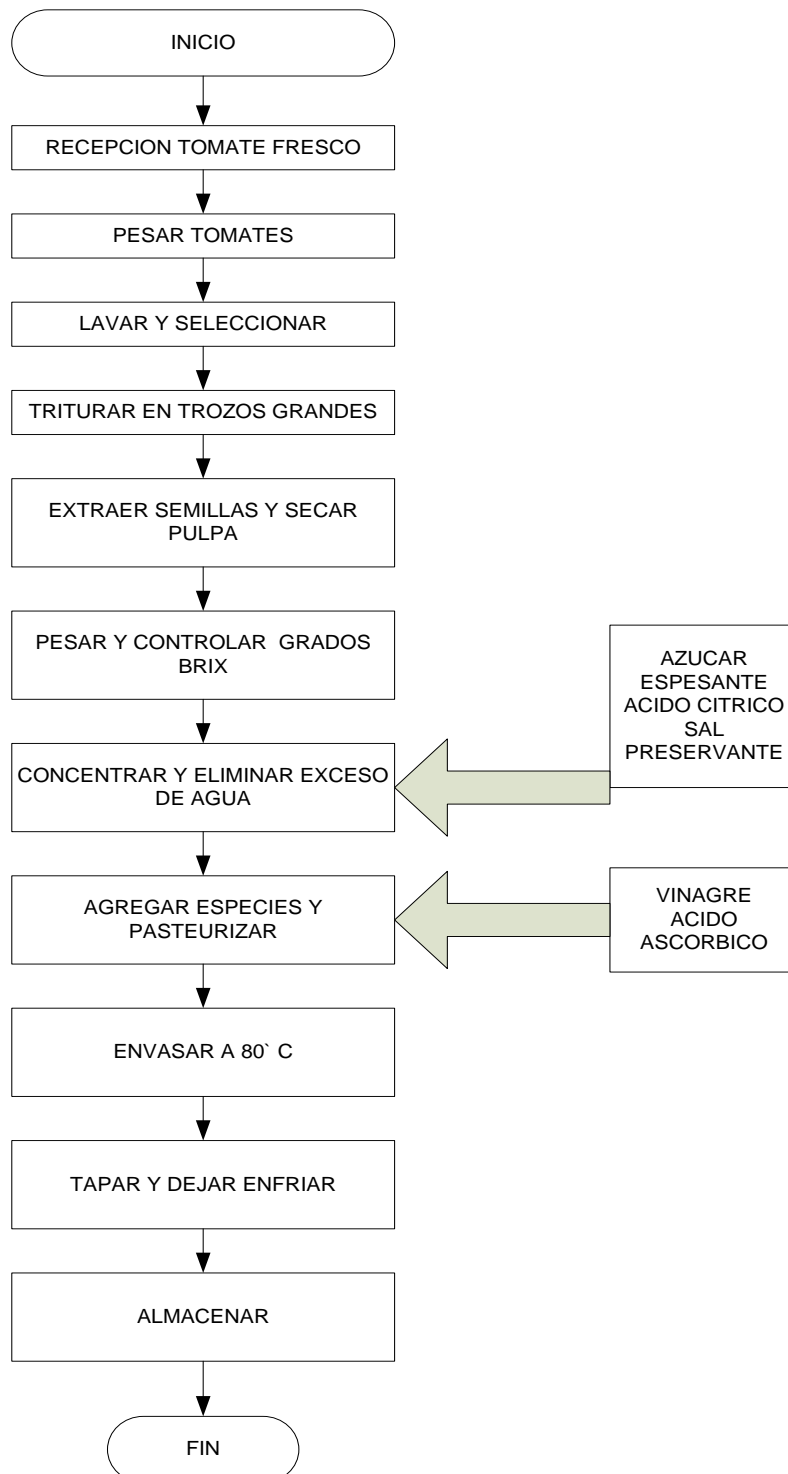 INICIO
RECEPCION TOMATE FRESCO
PESAR TOMATES
LAVAR Y SELECCIONAR
TRITURAR EN TROZOS GRANDES
EXTRAER SEMILLAS Y SECAR
PULPA
PESAR Y CONTROLAR GRADOS
BRIX
CONCENTRAR Y ELIMINAR EXCESO
DE AGUA
AZUCAR
ESPESANTE
ACIDO CITRICO
SAL
PRESERVANTE
AGREGAR ESPECIES Y
PASTEURIZAR
VINAGRE
ACIDO
ASCORBICO
ENVASAR A 80` C
TAPAR Y DEJAR ENFRIAR
ALMACENAR
FIN